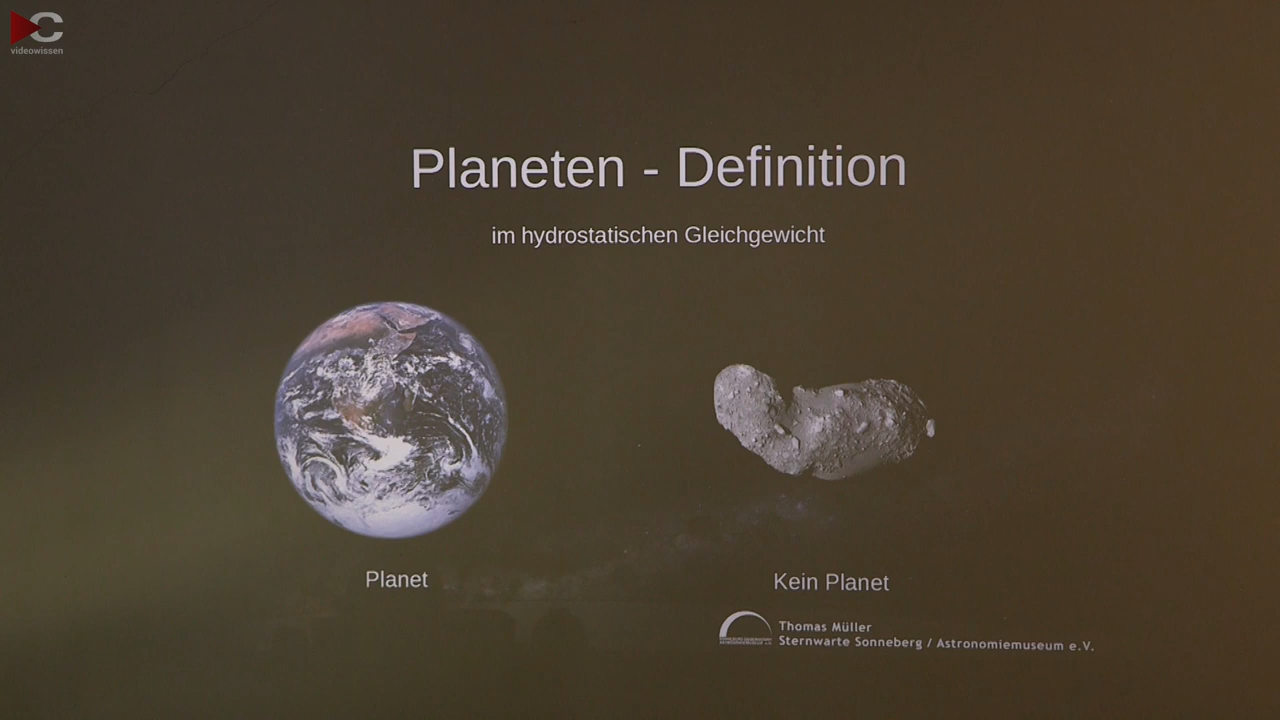 C
videowissen
Planeten - Definition
im hydrostatischen Gleichgewicht
Planet
Kein Planet
Thomas Müller
Sternwarte Sonneberg / Astronomiemuseum e.V.